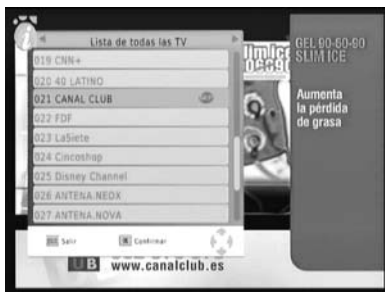 Lista de todas las TV
019 CNN+
020 40 LATINO
021 CANAL CLUB
022 FDF
023 LaSiete
024 Cincoshop
025 Disney Channel
026 ANTENA.NEOX
027 ANTENA.NOVA
Salir
Confirmar
GEL 90-60-90
SLIM ICE
Aumenta
la pérdida
de grasa
UB
www.canalclub.es